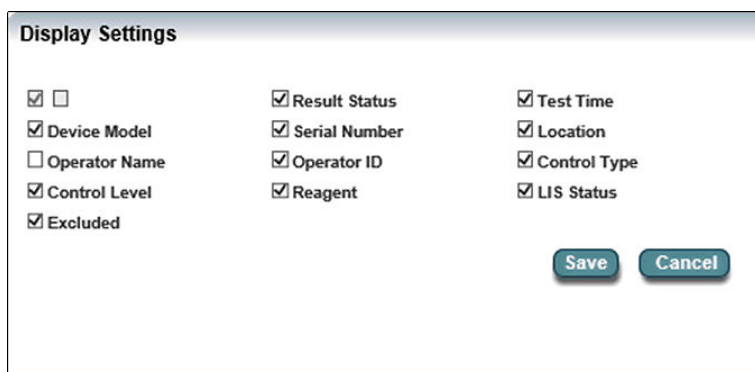 Display Settings
Result Status
Test Time
Device Model
Serial Number
Location
Operator Name
Operator ID
Control Type
Control Level
Reagent
LIS Status
Excluded
Save
Cancel